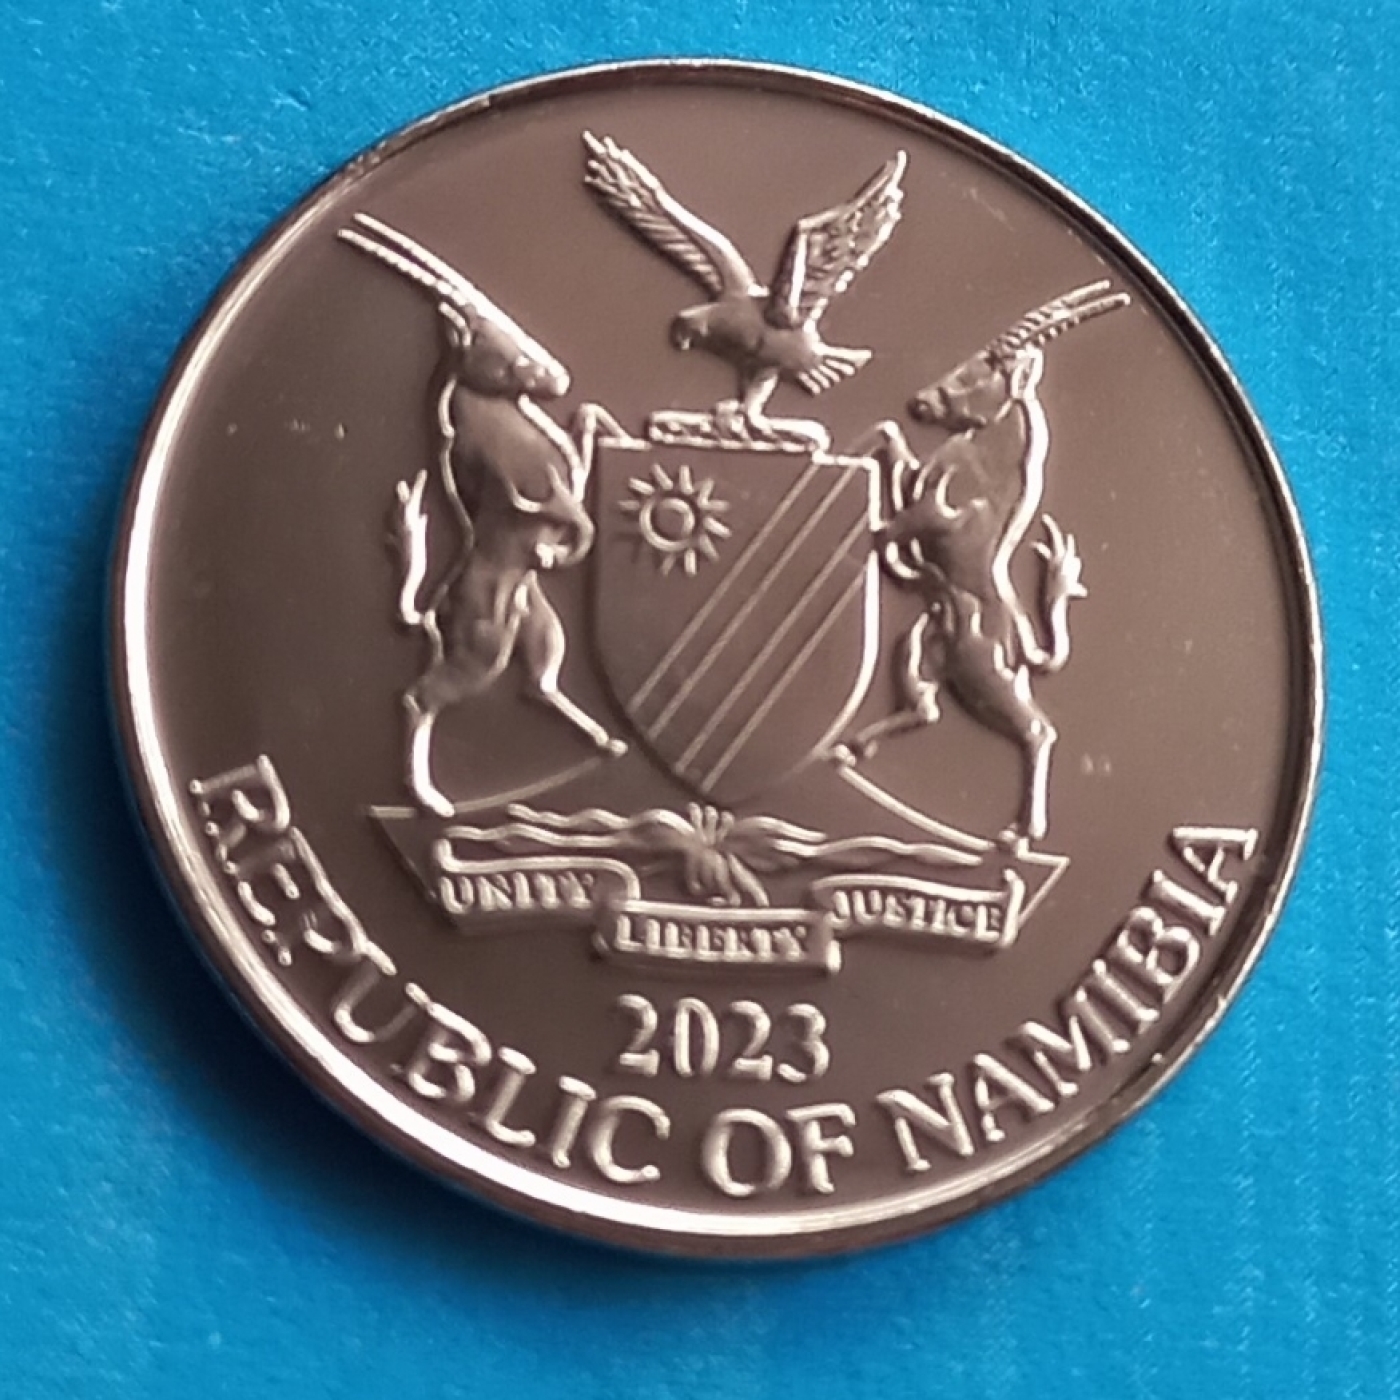 UNITY LIBERTY JUSTICE
2023
REPUBLIC OF NAMIBIA